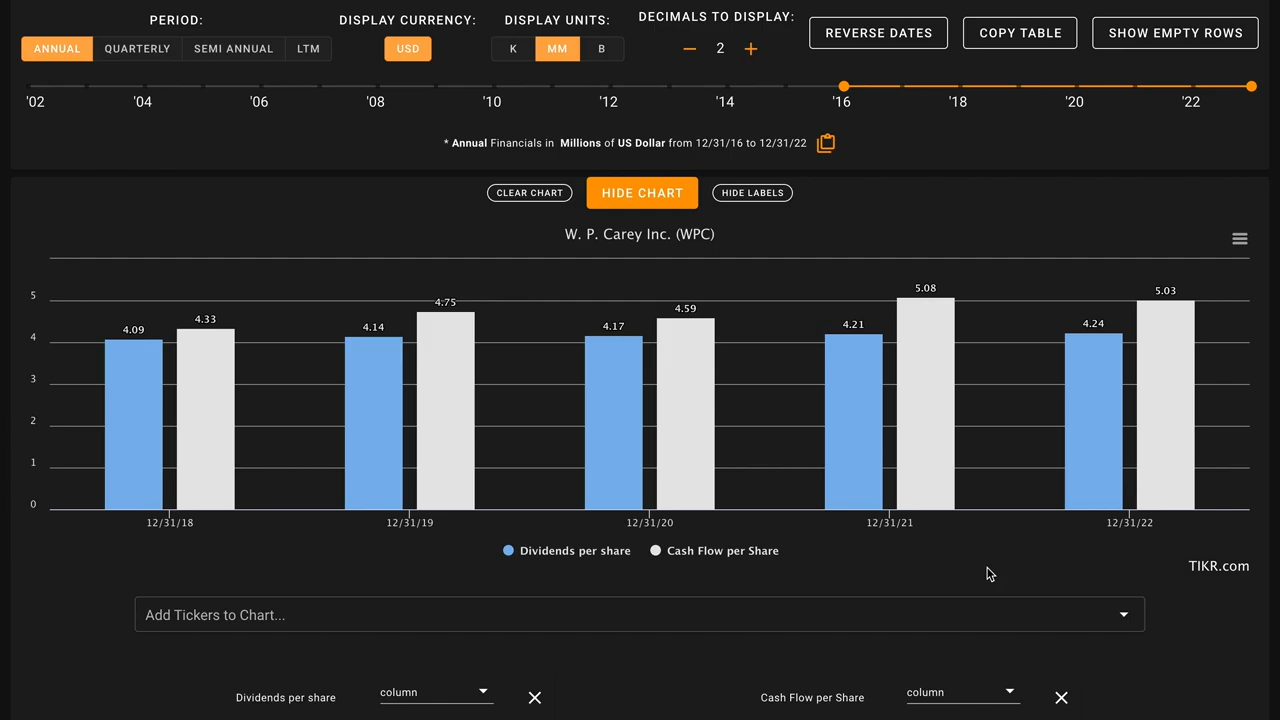 PERIOD: DISPLAY CURRENCY: DISPLAY UNITS: DECIMALS TO DISPLAY:
ANNUAL QUARTERLY SEMI ANNUAL LTM USD K MM B 2 REVERSE DATES COPY TABLE SHOW EMPTY ROWS
'02 '04 '06 '08 '10 '12 '14 '16 '18 '20 '22
* Annual Financials in Millions of US Dollar from 12/31/16 to 12/31/22
CLEAR CHART HIDE CHART HIDE LABELS
W. P. Carey Inc. (WPC)
5
4
3
2
1
0
4.09 4.33 4.14 4.75 4.17 4.59 4.21 5.08 4.24 5.03
12/31/18 12/31/19 12/31/20 12/31/21 12/31/22
Dividends per share Cash Flow per Share
TIKR.com
Add Tickers to Chart...
Dividends per share column Cash Flow per Share column